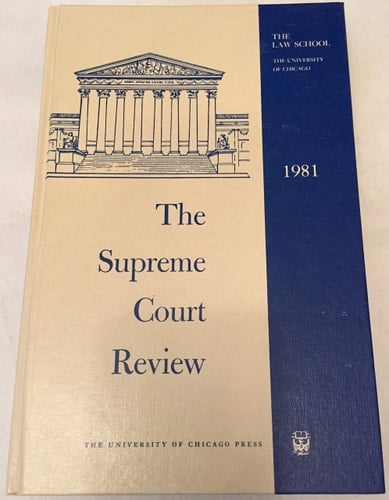 THE
LAW SCHOOL
THE UNIVERSITY
OF CHICAGO
1981
The
Supreme
Court
Review
THE UNIVERSITY OF CHICAGO PRESS